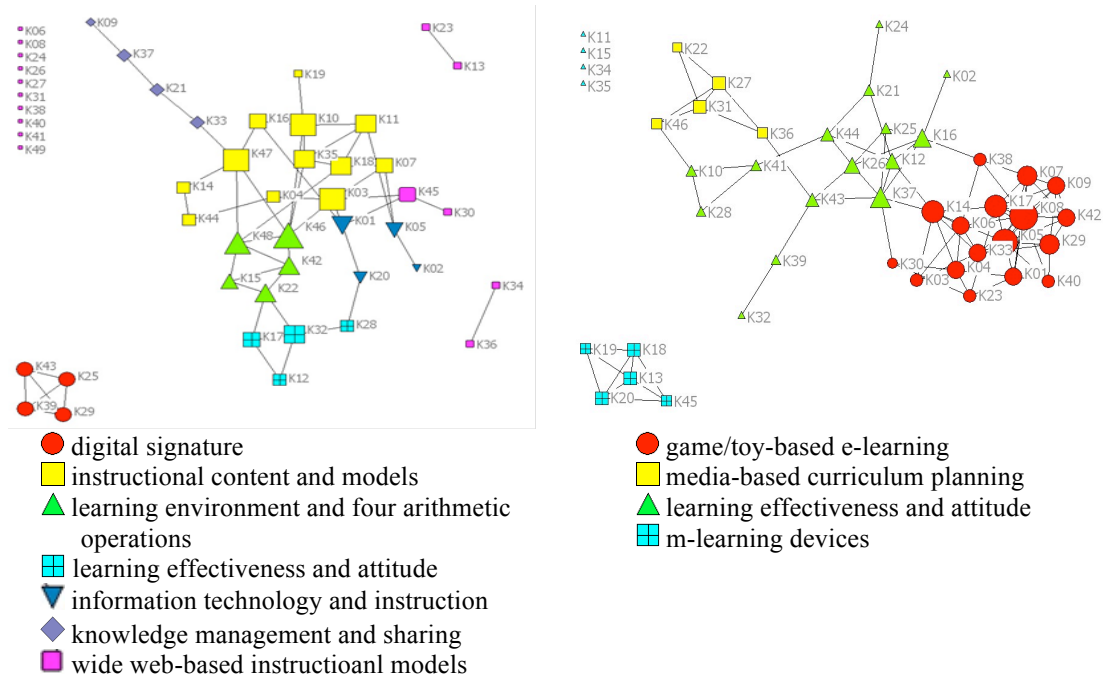 K06
K08
K24
K26
K27
K31
K38
K40
K41
K49
K09
K37
K21
K33
K23
K13
K19
K16
K10
K11
K47
K35
K18
K07
K14
K04
K03
K45
K44
K01
K05
K30
K48
K46
K42
K02
K15
K20
K22
K34
K17
K32
K28
K36
K12
K43
K25
K39
K29
digital signature
instructional content and models
learning environment and four arithmetic
operations
learning effectiveness and attitude
information technology and instruction
knowledge management and sharing
wide web-based instructioanl models
K11
K15
K34
K35
K24
K22
K27
K21
K02
K31
K46
K36
K44
K25
K16
K10
K41
K26
K12
K38
K07
K09
K28
K43
K37
K14
K17
K08
K42
K06
K05
K29
K33
K39
K30
K04
K01
K40
K03
K23
K32
K19
K18
K13
K20
K45
game/toy-based e-learning
media-based curriculum planning
learning effectiveness and attitude
m-learning devices